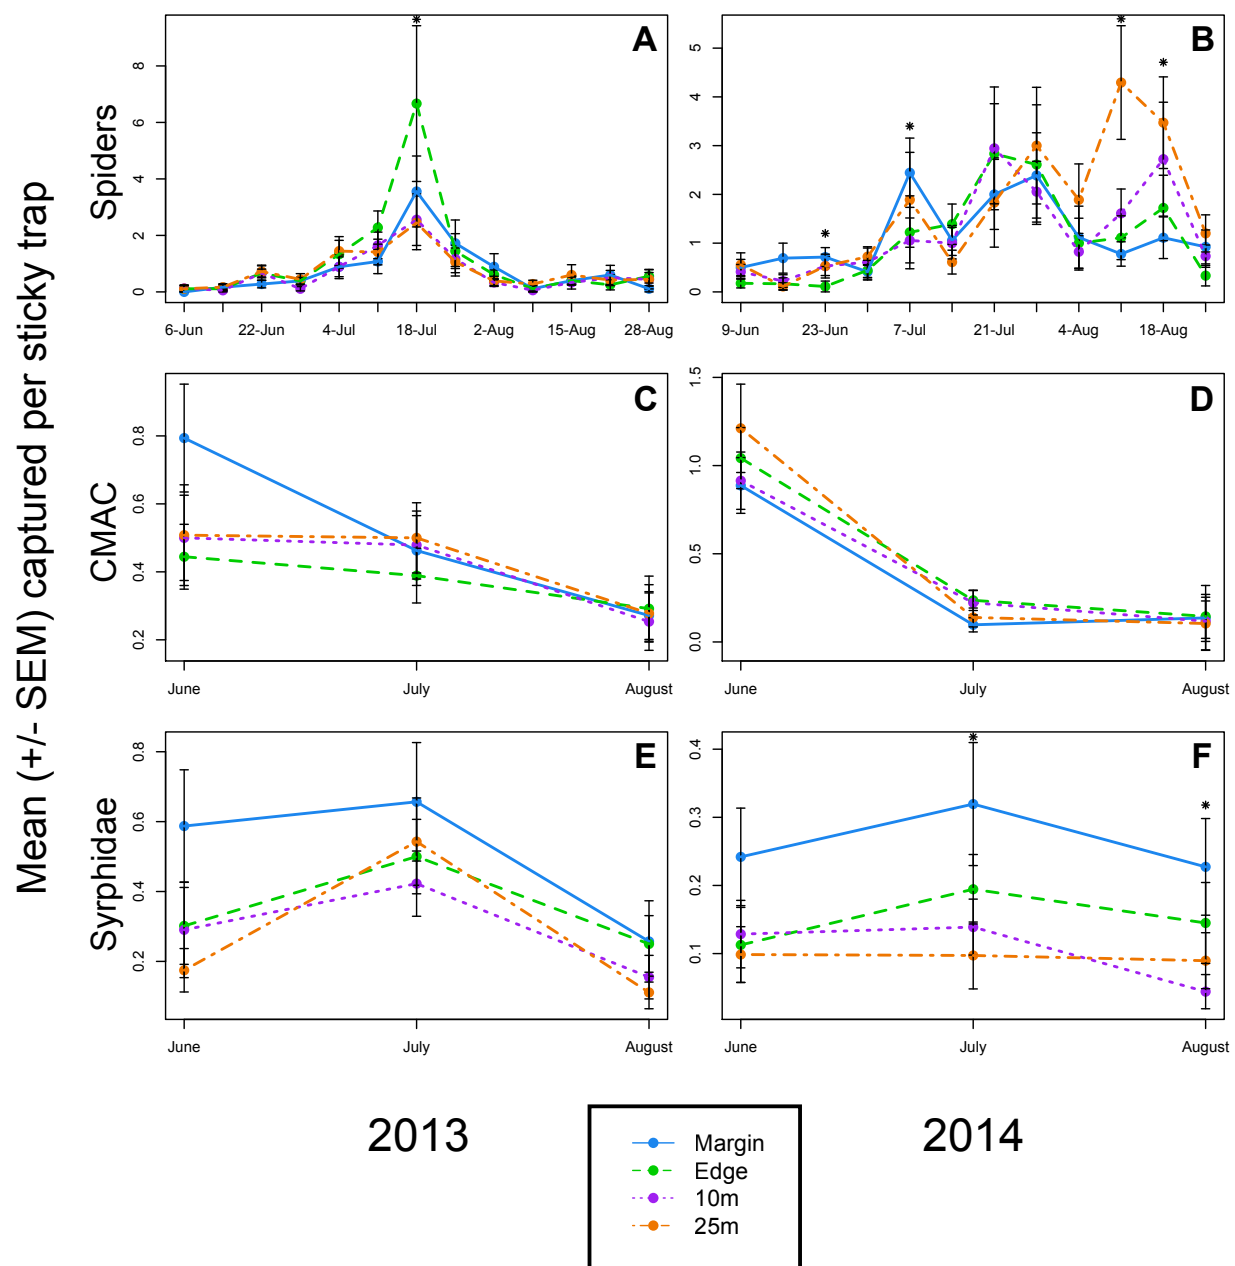 Mean (+/- SEM) captured per sticky trap
Spiders
A
*
8
6
4
2
0
6-Jun 22-Jun 4-Jul 18-Jul 2-Aug 15-Aug 28-Aug
B
*
*
*
*
5
4
3
2
1
0
9-Jun 23-Jun 7-Jul 21-Jul 4-Aug 18-Aug
CMAC
C
0.8
0.6
0.4
0.2
June July August
D
1.5
1.0
0.5
0.0
June July August
Syrphidae
E
0.8
0.6
0.4
0.2
June July August
F
*
*
0.4
0.3
0.2
0.1
June July August
2013
2014
Margin
Edge
10m
25m